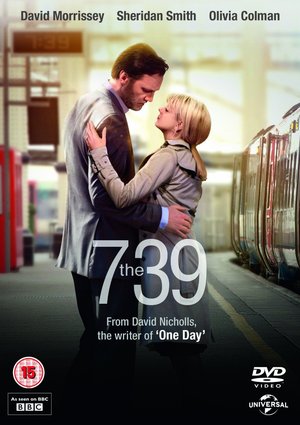 David Morrissey Sheridan Smith Olivia Colman
7:39
the 739
From David Nicholls,
the writer of 'One Day'
15
As seen on
BBC
DVD
VIDEO
UNIVERSAL